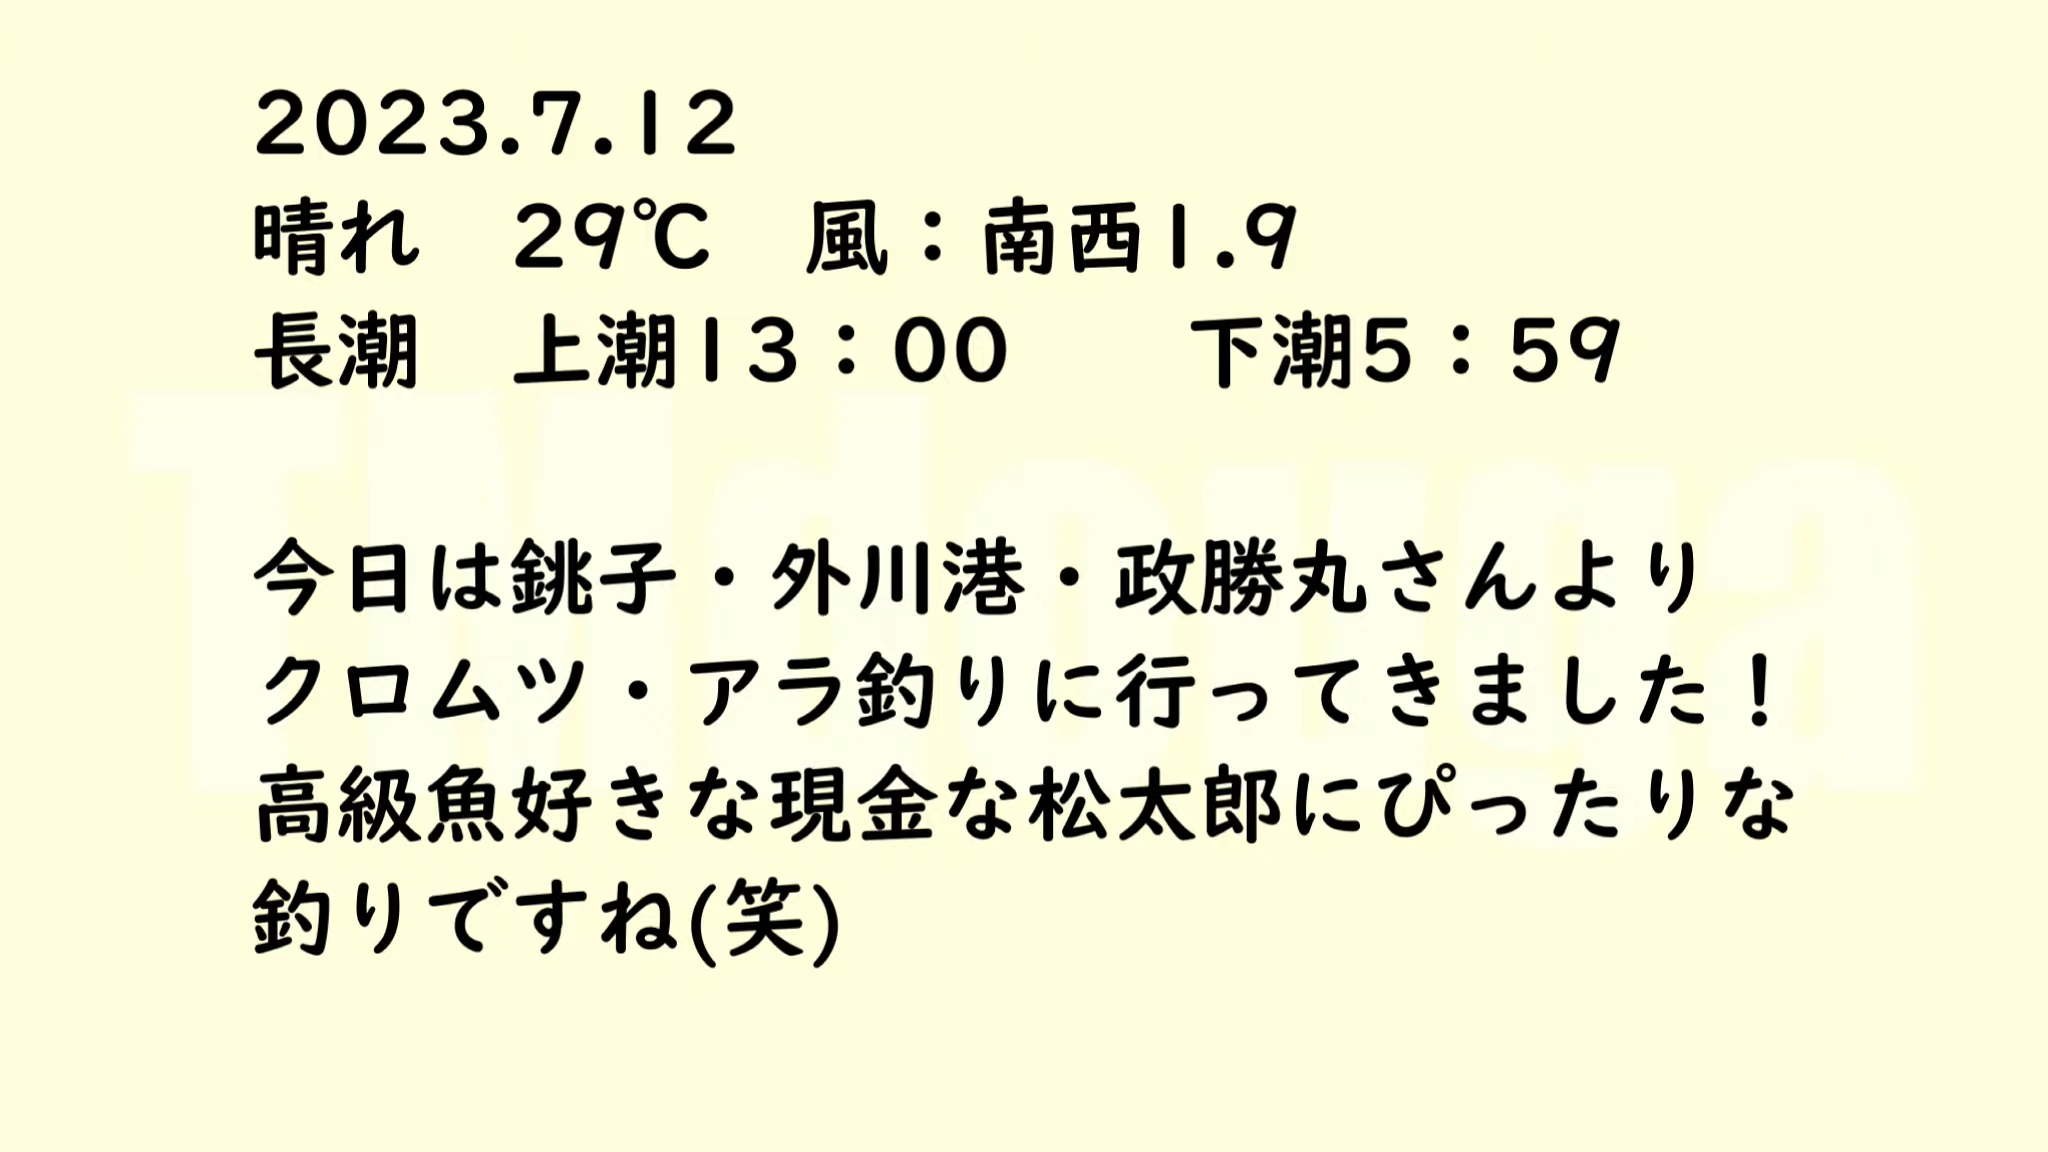 2023.7.12
晴れ　29℃　風：南西1.9
長潮　上潮13：00　　下潮5：59
TMdouga
今日は銚子・外川港・政勝丸さんより
クロムツ・アラ釣りに行ってきました！
高級魚好きな現金な松太郎にぴったりな
釣りですね(笑)